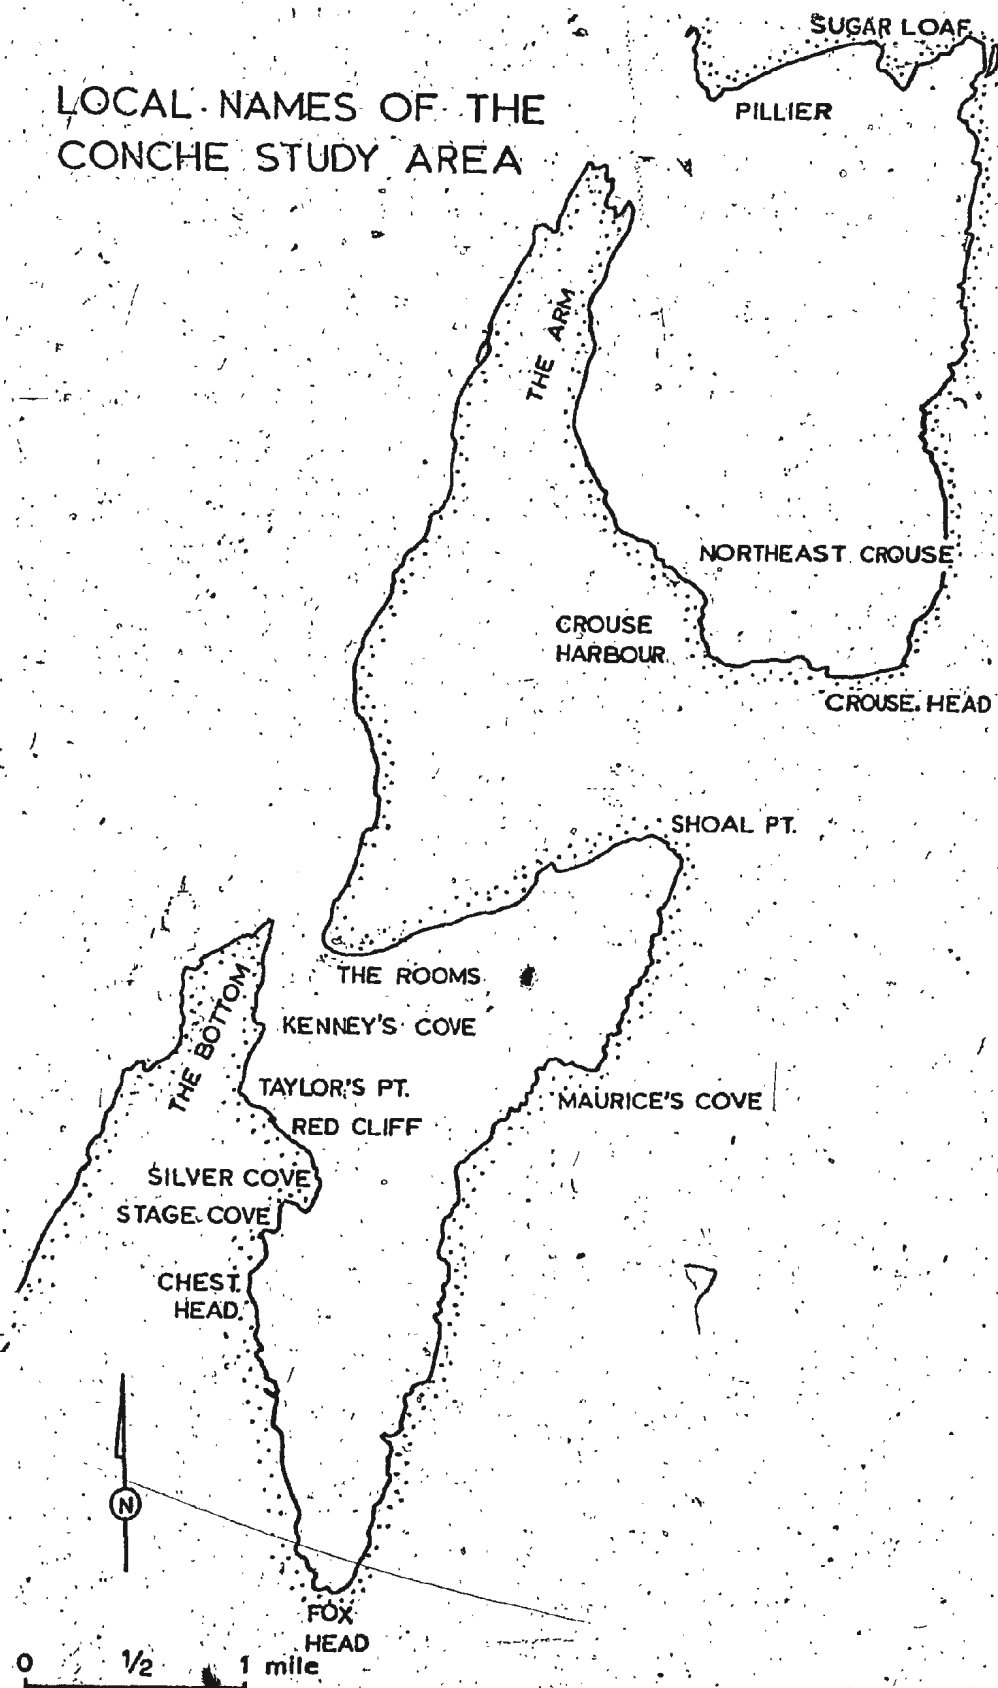 SUGAR LOAF
LOCAL NAMES OF THE
CONCHE STUDY AREA
PILLIER
THE ARM
NORTHEAST CROUSE
CROUSE
HARBOUR
CROUSE HEAD
SHOAL PT.
THE ROOMS
THE BOTTOM
KENNEY'S COVE
TAYLOR'S PT.
MAURICE'S COVE
RED CLIFF
SILVER COVE
STAGE COVE
CHEST
HEAD
N
FOX
HEAD
0 1/2 1 mile